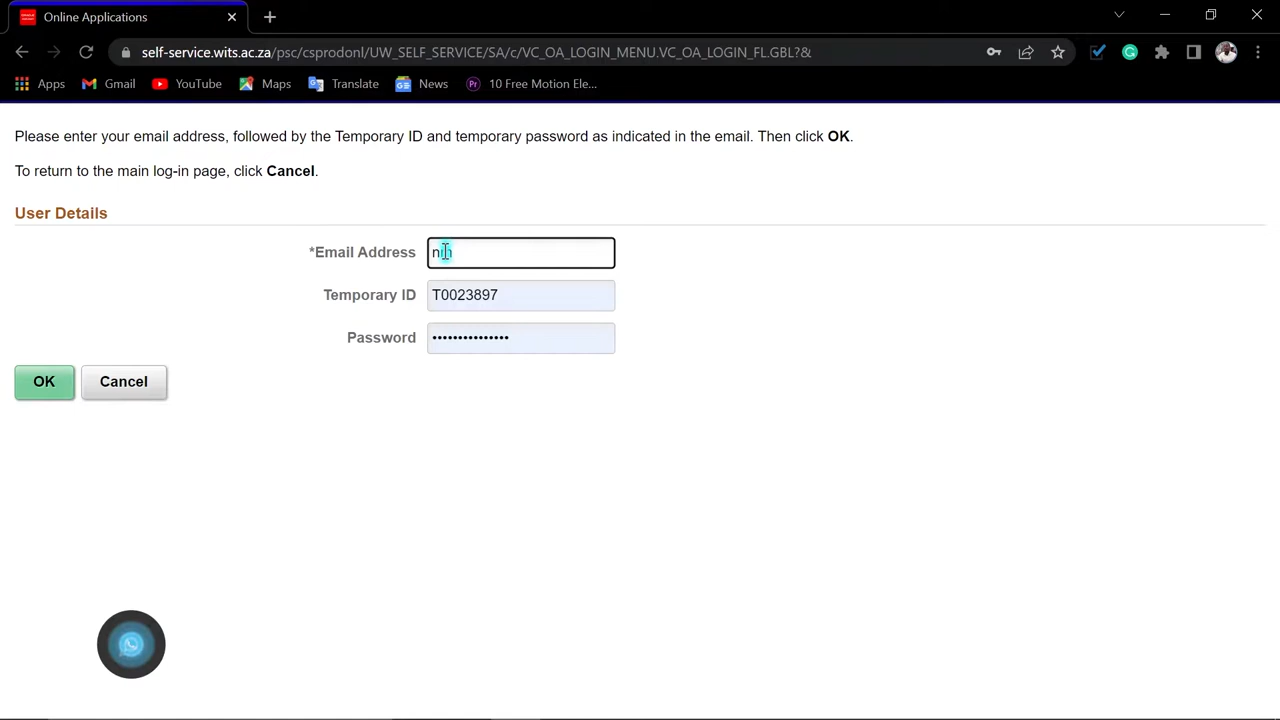 Online Applications
self-service.wits.ac.za/psc/csprodonl/UW_SELF_SERVICE/SA/c/VC_OA_LOGIN_MENU.VC_OA_LOGIN_FL.GBL?&
Apps Gmail YouTube Maps Translate News Pr 10 Free Motion Ele...
Please enter your email address, followed by the Temporary ID and temporary password as indicated in the email. Then click OK.
To return to the main log-in page, click Cancel.
User Details
*Email Address
Temporary ID T0023897
Password •••••••••••••••
OK Cancel